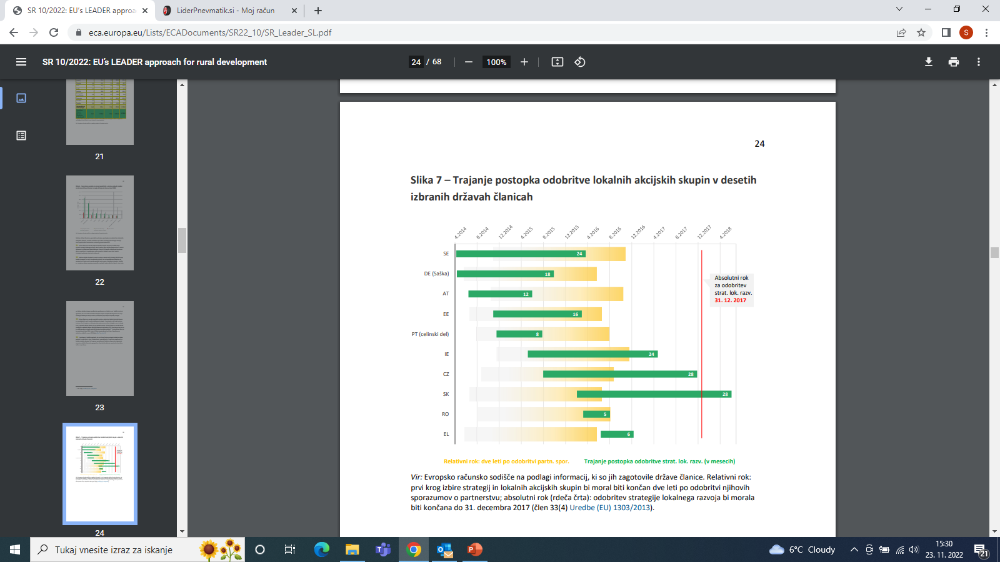 SR 10/2022: EU's LEADER approa
LiderPnevmatik.si - Moj račun
eca.europa.eu/Lists/ECADocuments/SR22_10/SR_Leader_SL.pdf
S
SR 10/2022: EU's LEADER approach for rural development
24 / 68
100%
21
22
23
24
24
Slika 7 – Trajanje postopka odobritve lokalnih akcijskih skupin v desetih
izbranih državah članicah
4.2014 8.2014 12.2014 4.2015 8.2015 12.2015 4.2016 8.2016 12.2016 4.2017 8.2017 12.2017 4.2018
SE 24
DE (Saška) 18
Absolutni rok
za odobritev
strat. lok. razv.
31. 12. 2017
AT 12
EE 16
PT (celinski del) 8
IE 24
CZ 28
SK 28
RO 5
EL 6
Relativni rok: dve leti po odobritvi partn. spor. Trajanje postopka odobritve strat. lok. razv. (v mesecih)
Vir: Evropsko računsko sodišče na podlagi informacij, ki so jih zagotovile države članice. Relativni rok:
prvi krog izbire strategij in lokalnih akcijskih skupin bi moral biti končan dve leti po odobritvi njihovih
sporazumov o partnerstvu; absolutni rok (rdeča črta): odobritev strategije lokalnega razvoja bi morala
biti končana do 31. decembra 2017 (člen 33(4) Uredbe (EU) 1303/2013).
Tukaj vnesite izraz za iskanje
6°C Cloudy
15:30
23. 11. 2022
21